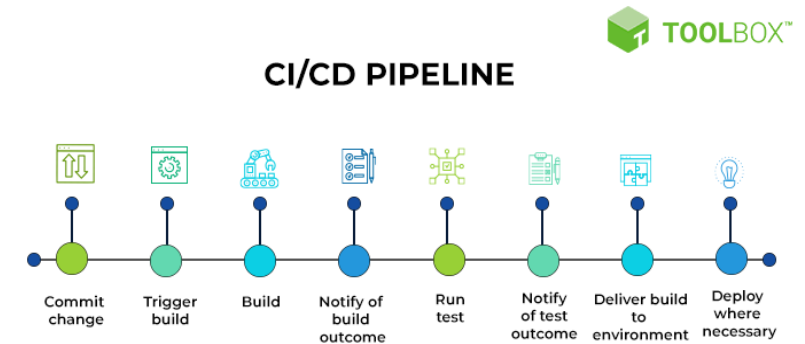 TOOLBOX™
CI/CD PIPELINE
Commit
change
Trigger
build
Build
Notify of
build
outcome
Run
test
Notify
of test
outcome
Deliver build
to
environment
Deploy
where
necessary